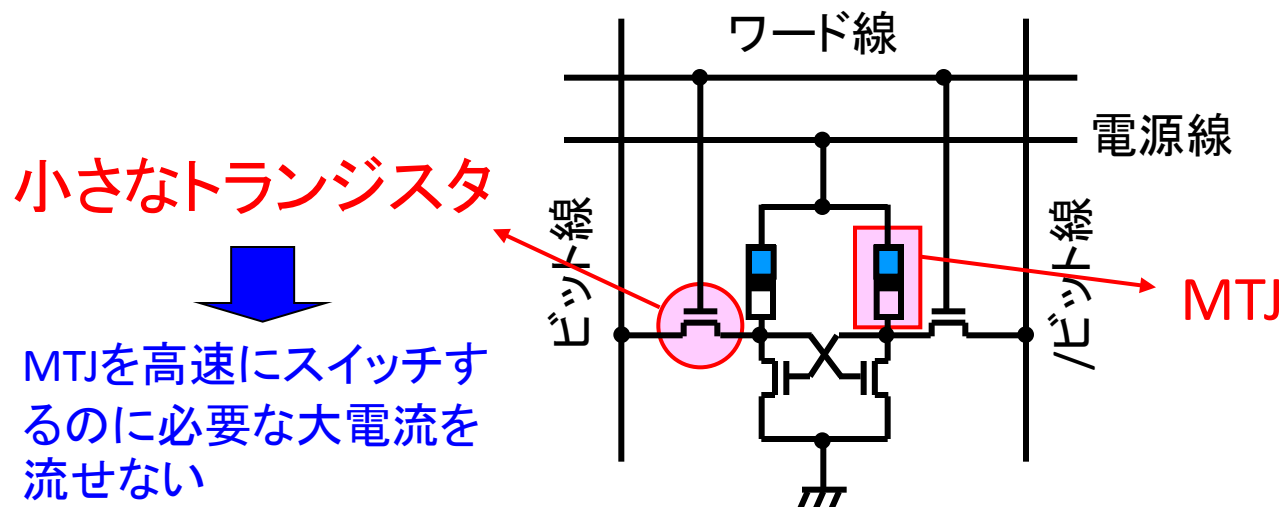 ワード線
電源線
小さなトランジスタ
ビット線
/ビット線
MTJ
MTJを高速にスイッチす
るのに必要な大電流を
流せない